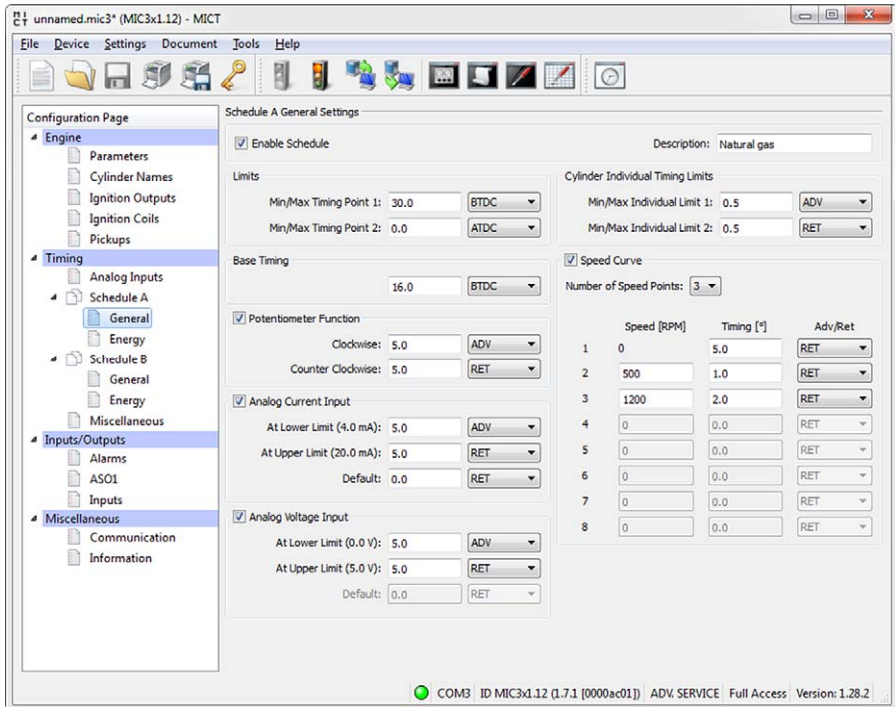 unnamed.mic3* (MIC3x1.12) - MICT
File Device Settings Document Tools Help
Configuration Page
Engine
Parameters
Cylinder Names
Ignition Outputs
Ignition Coils
Pickups
Timing
Analog Inputs
Schedule A
General
Energy
Schedule B
General
Energy
Miscellaneous
Inputs/Outputs
Alarms
ASO1
Inputs
Miscellaneous
Communication
Information
Schedule A General Settings
Enable Schedule
Description: Natural gas
Limits
Min/Max Timing Point 1: 30.0 BTDC
Min/Max Timing Point 2: 0.0 ATDC
Base Timing
16.0 BTDC
Potentiometer Function
Clockwise: 5.0 ADV
Counter Clockwise: 5.0 RET
Analog Current Input
At Lower Limit (4.0 mA): 5.0 ADV
At Upper Limit (20.0 mA): 5.0 RET
Default: 0.0 RET
Analog Voltage Input
At Lower Limit (0.0 V): 5.0 ADV
At Upper Limit (5.0 V): 5.0 RET
Default: 0.0 RET
Cylinder Individual Timing Limits
Min/Max Individual Limit 1: 0.5 ADV
Min/Max Individual Limit 2: 0.5 RET
Speed Curve
Number of Speed Points: 3
Speed [RPM] Timing [°] Adv/Ret
1 0 5.0 RET
2 500 1.0 RET
3 1200 2.0 RET
4 0 0.0 RET
5 0 0.0 RET
6 0 0.0 RET
7 0 0.0 RET
8 0 0.0 RET
COM3 ID MIC3x1.12 (1.7.1 [0000ac01]) ADV. SERVICE Full Access Version: 1.28.2